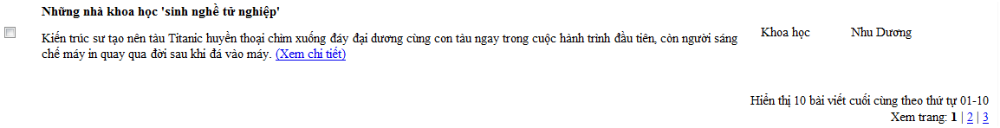 Những nhà khoa học 'sinh nghề tử nghiệp'
Kiến trúc sư tạo nên tàu Titanic huyền thoại chìm xuống đáy đại dương cùng con tàu ngay trong cuộc hành trình đầu tiên, còn người sáng
chế máy in quay qua đời sau khi đá vào máy. (Xem chi tiết)
Khoa học
Nhu Dương
Hiển thị 10 bài viết cuối cùng theo thứ tự 01-10
Xem trang: 1 | 2 | 3